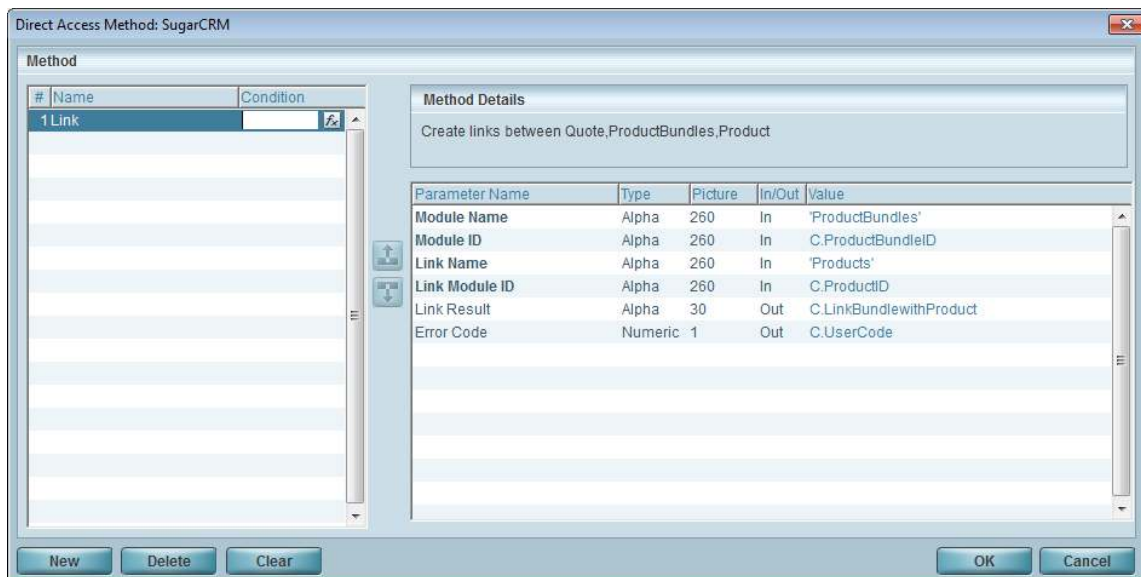 Direct Access Method: SugarCRM
Method
# Name Condition
1 Link
Method Details
Create links between Quote,ProductBundles,Product
Parameter Name Type Picture In/Out Value
Module Name Alpha 260 In 'ProductBundles'
Module ID Alpha 260 In C.ProductBundleID
Link Name Alpha 260 In 'Products'
Link Module ID Alpha 260 In C.ProductID
Link Result Alpha 30 Out C.LinkBundlewithProduct
Error Code Numeric 1 Out C.UserCode
New Delete Clear OK Cancel